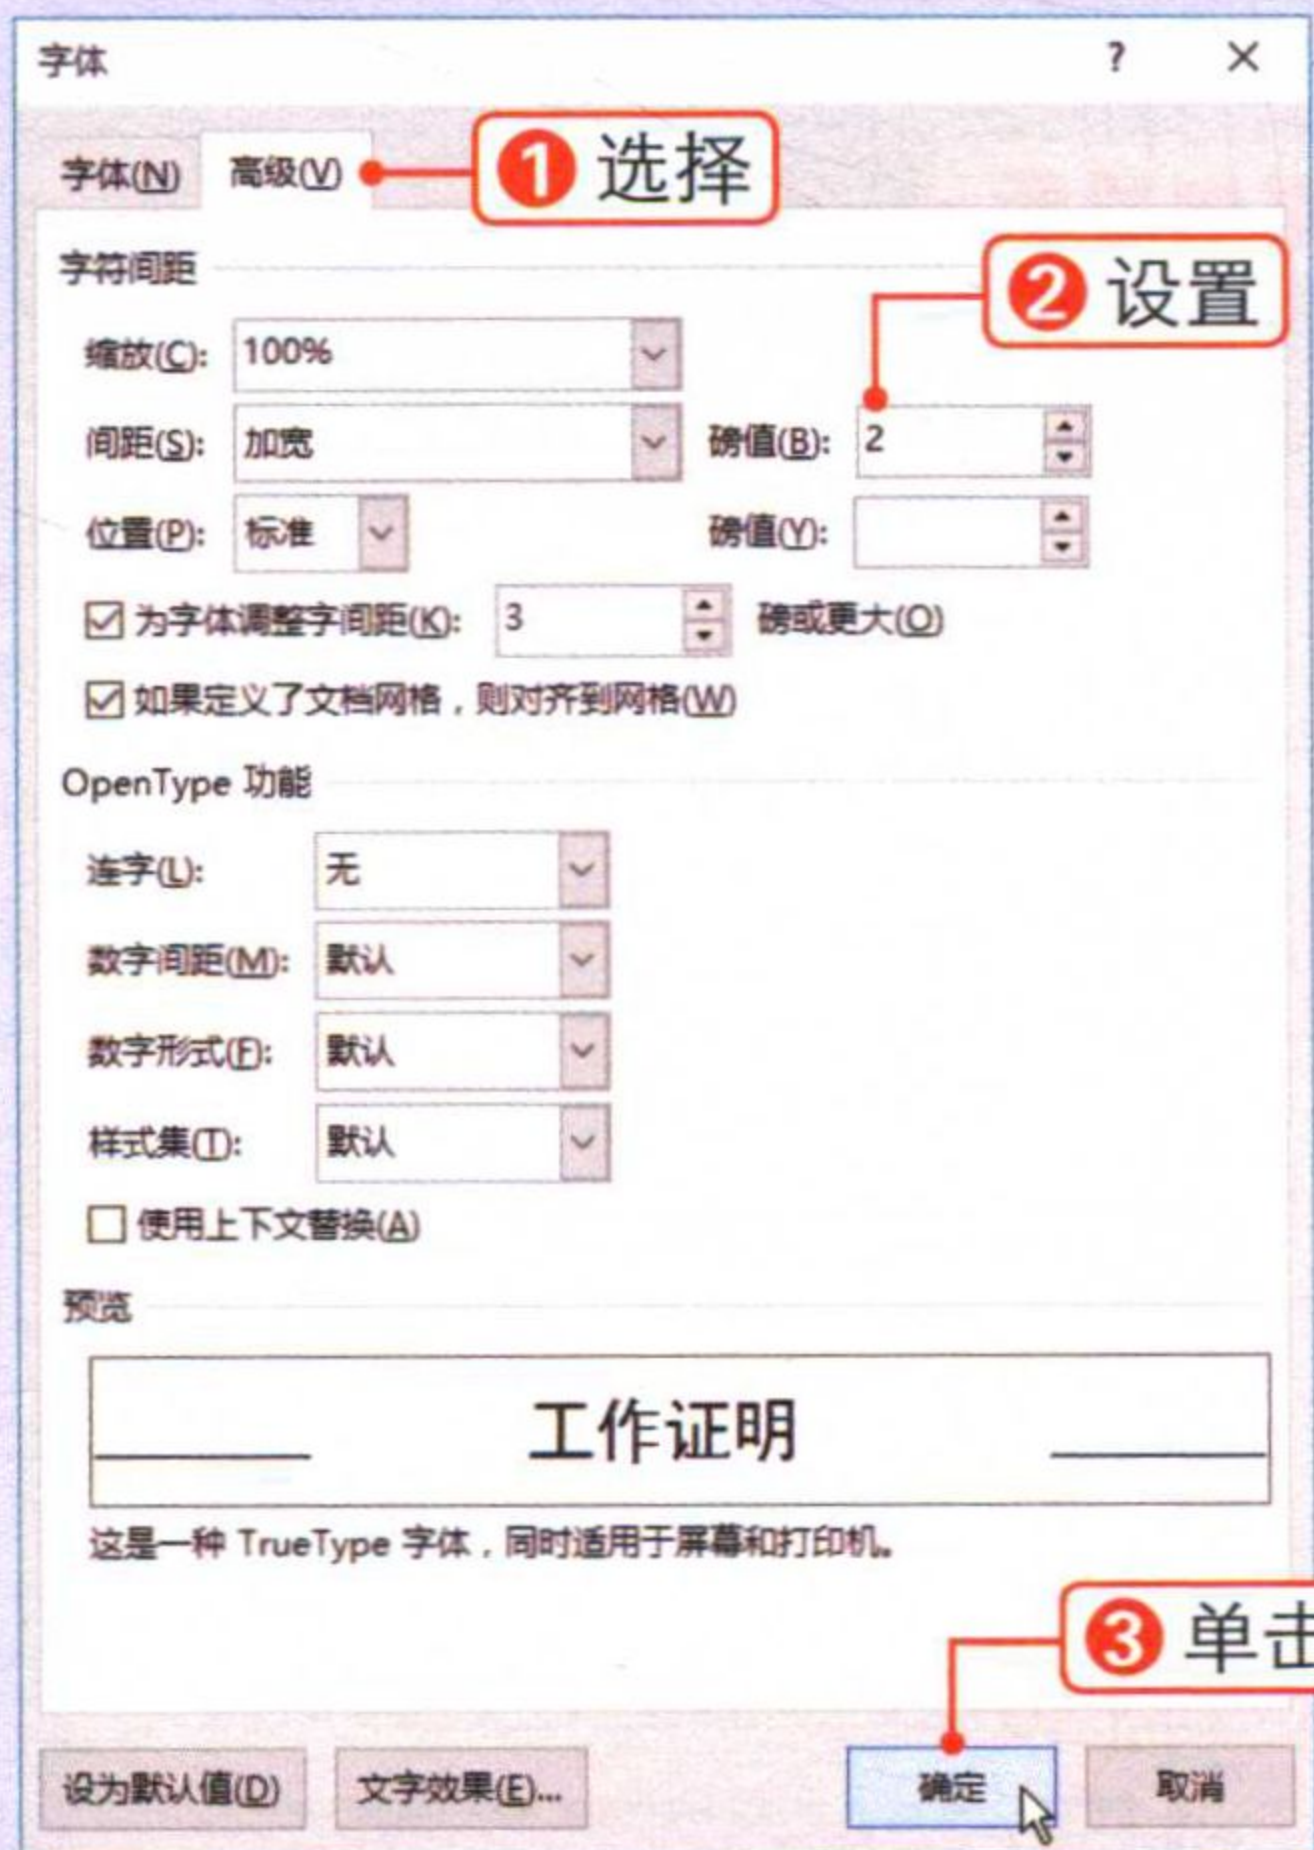 字体 ? ×
字体(N) 高级(V) 1 选择
字符间距
2 设置
缩放(C): 100%
间距(S): 加宽 磅值(B): 2
位置(P): 标准 磅值(Y):
为字体调整字间距(K): 3 磅或更大(O)
如果定义了文档网格，则对齐到网格(W)
OpenType 功能
连字(L): 无
数字间距(M): 默认
数字形式(F): 默认
样式集(T): 默认
使用上下文替换(A)
预览
工作证明
这是一种 TrueType 字体，同时适用于屏幕和打印机。
3 单击
设为默认值(D) 文字效果(E)... 确定 取消